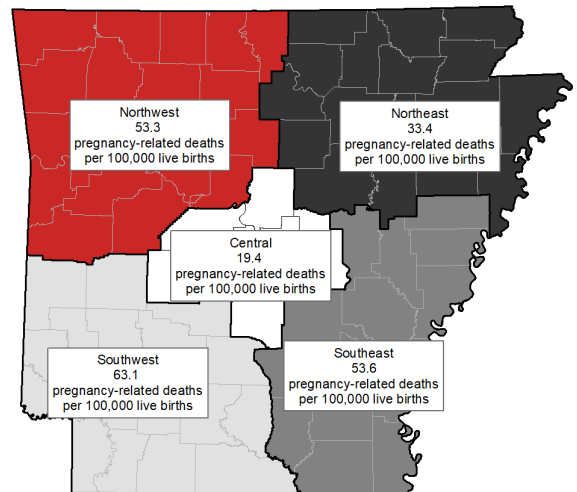 Northwest
53.3
pregnancy-related deaths
per 100,000 live births
Northeast
33.4
pregnancy-related deaths
per 100,000 live births
Central
19.4
pregnancy-related deaths
per 100,000 live births
Southwest
63.1
pregnancy-related deaths
per 100,000 live births
Southeast
53.6
pregnancy-related deaths
per 100,000 live births